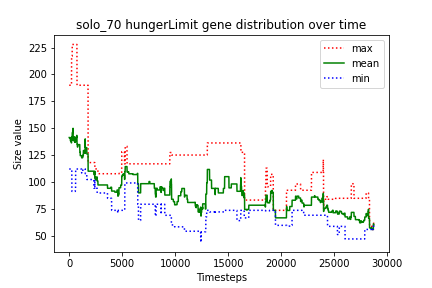 solo_70 hungerLimit gene distribution over time
max
mean
min
Size value
225
200
175
150
125
100
75
50
0 5000 10000 15000 20000 25000 30000
Timesteps